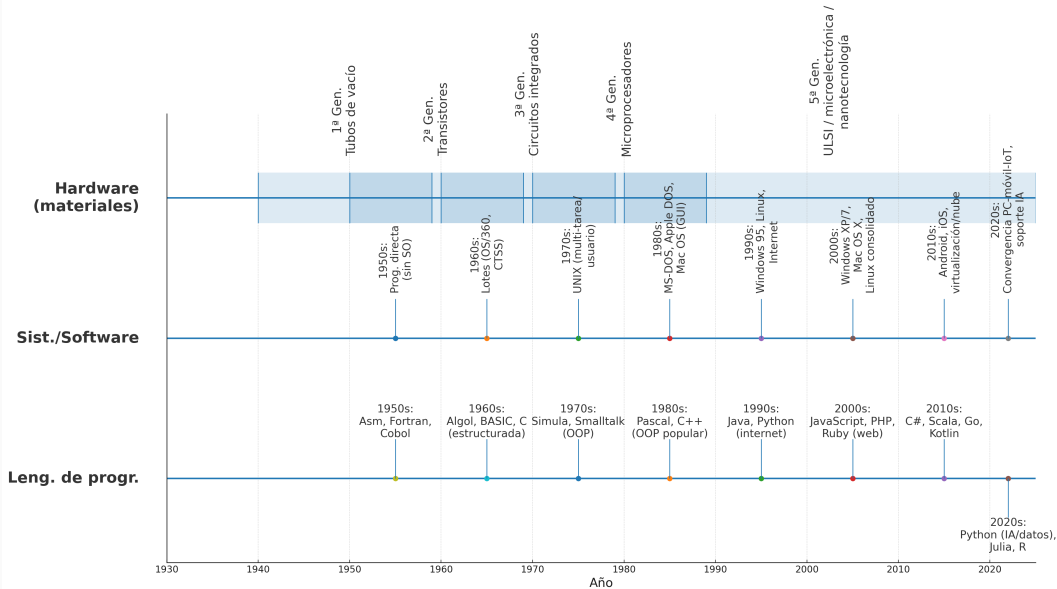 1ª Gen.
Tubos de vacío
2ª Gen.
Transistores
3ª Gen.
Circuitos integrados
4ª Gen.
Microprocesadores
5ª Gen.
ULSI / microelectrónica /
nanotecnología
Hardware
(materiales)
1950s:
Prog. directa
(sin SO)
1960s:
Lotes (OS/360,
CTSS)
1970s:
UNIX (multi-tarea/
usuario)
1980s:
MS-DOS, Apple DOS,
Mac OS (GUI)
1990s:
Windows 95, Linux,
Internet
2000s:
Windows XP/7,
Mac OS X,
Linux consolidado
2010s:
Android, iOS,
virtualización/nube
2020s:
Convergencia PC-móvil-IoT,
soporte IA
Sist./Software
1950s:
Asm, Fortran,
Cobol
1960s:
Algol, BASIC, C
(estructurada)
1970s:
Simula, Smalltalk
(OOP)
1980s:
Pascal, C++
(OOP popular)
1990s:
Java, Python
(internet)
2000s:
JavaScript, PHP,
Ruby (web)
2010s:
C#, Scala, Go,
Kotlin
Leng. de progr.
2020s:
Python (IA/datos),
Julia, R
1930 1940 1950 1960 1970 1980 1990 2000 2010 2020
Año